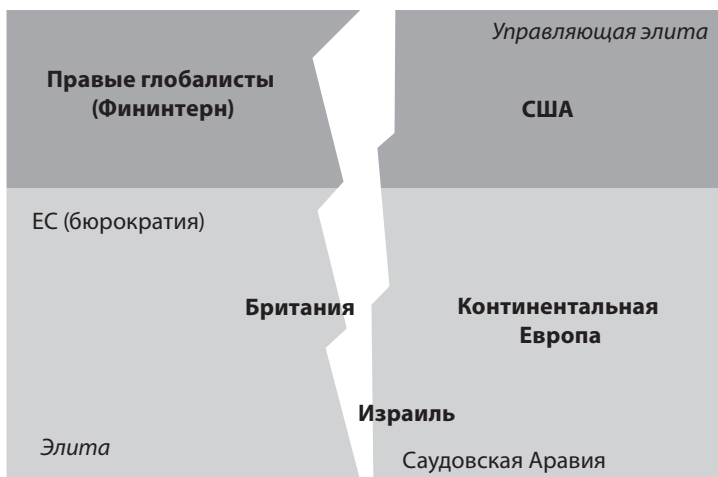 Управляющая элита
Правые глобалисты
(Фининтерн)
США
ЕС (бюрократия)
Британия
Континентальная
Европа
Израиль
Элита
Саудовская Аравия